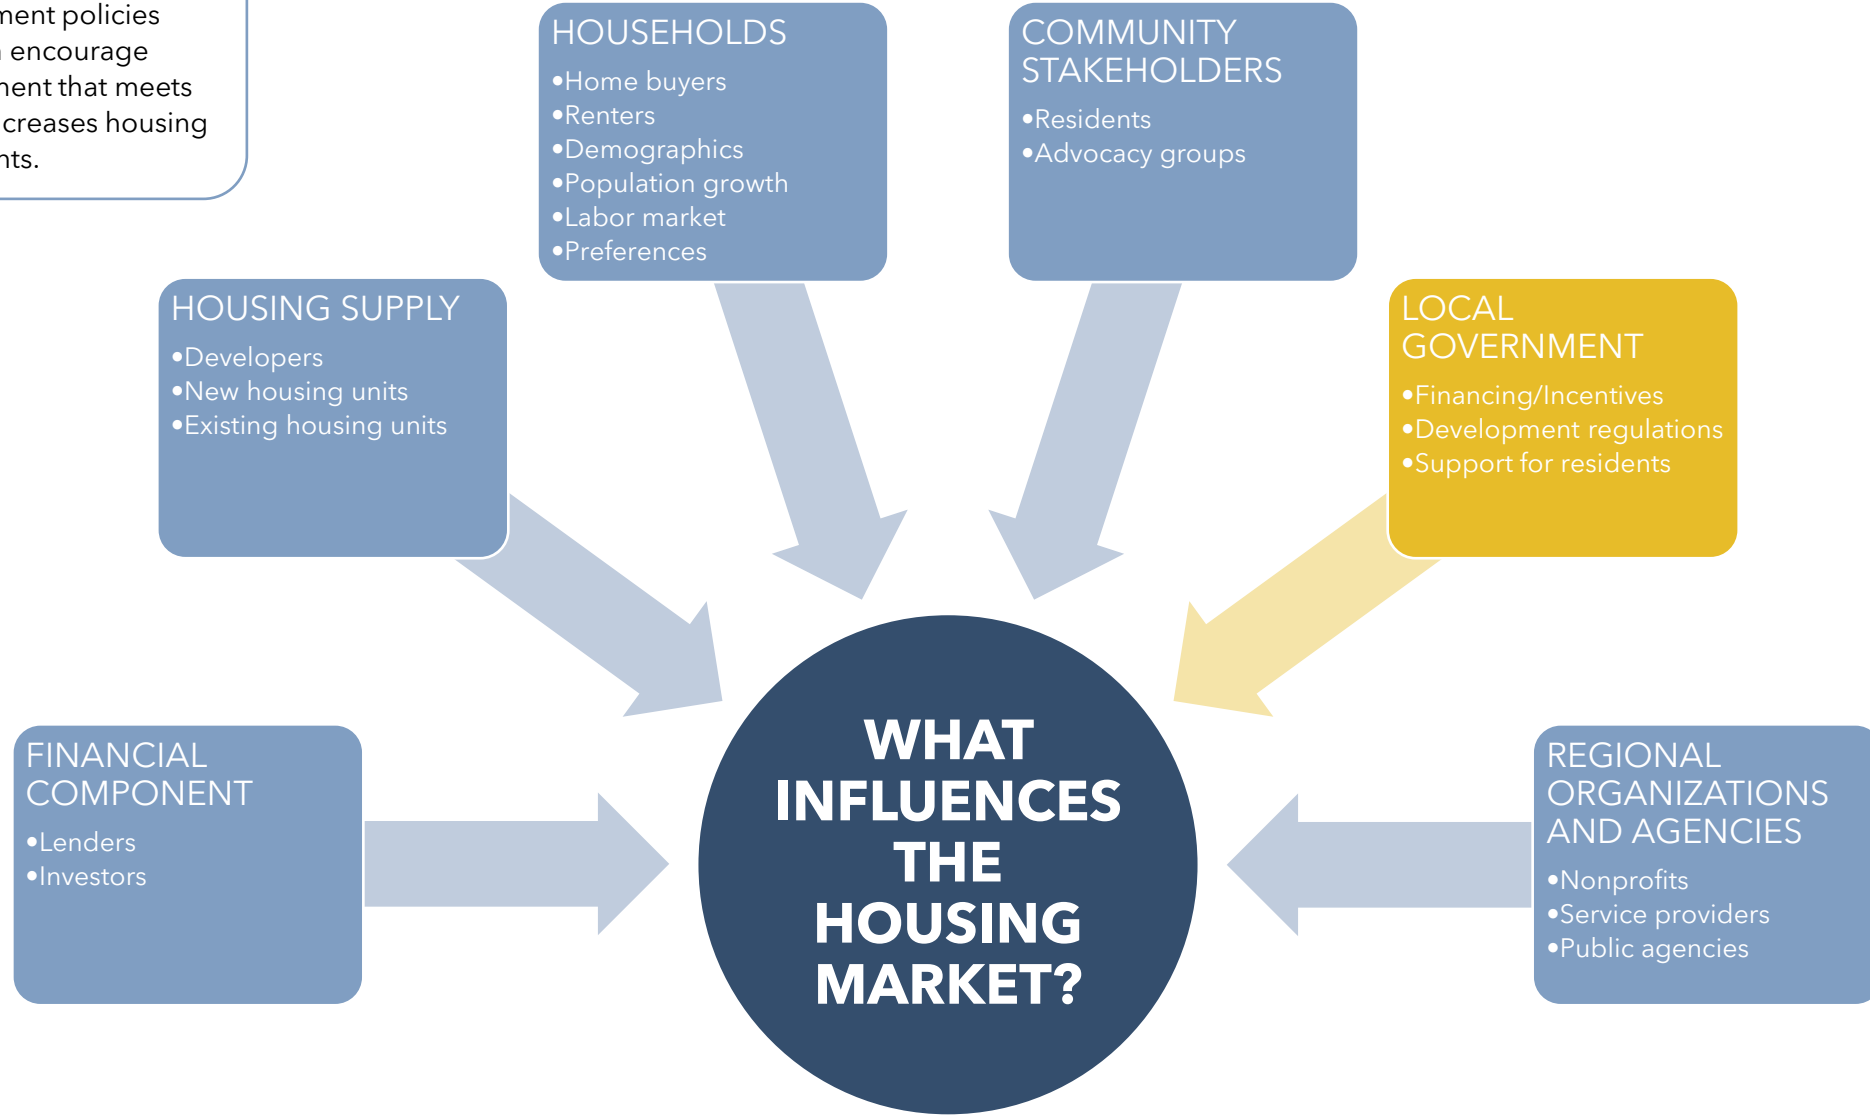 ment policies
encourage
ment that meets
creases housing
nts.
HOUSEHOLDS
•Home buyers
•Renters
•Demographics
•Population growth
•Labor market
•Preferences
COMMUNITY
STAKEHOLDERS
•Residents
•Advocacy groups
HOUSING SUPPLY
•Developers
•New housing units
•Existing housing units
LOCAL
GOVERNMENT
•Financing/Incentives
•Development regulations
•Support for residents
FINANCIAL
COMPONENT
•Lenders
•Investors
WHAT
INFLUENCES
THE
HOUSING
MARKET?
REGIONAL
ORGANIZATIONS
AND AGENCIES
•Nonprofits
•Service providers
•Public agencies